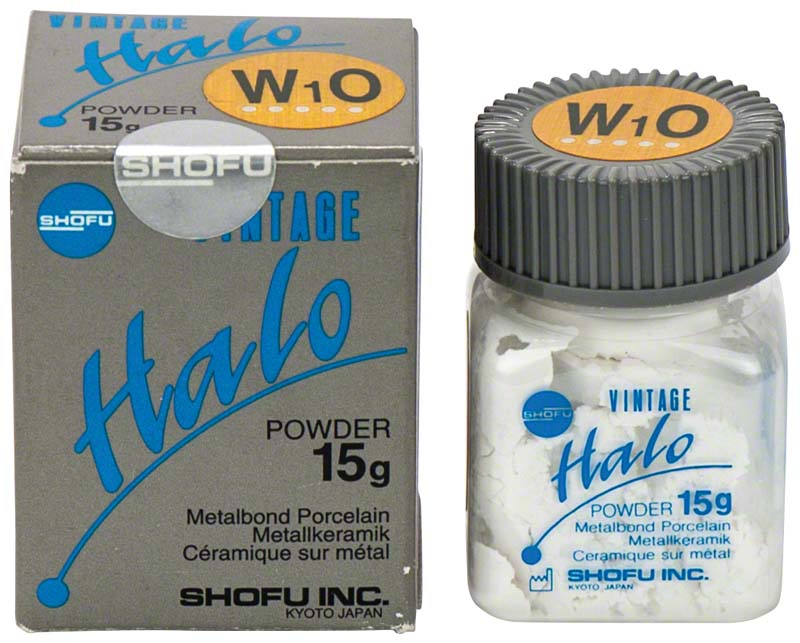 VINTAGE
Halo
W1O
POWDER
15g
SHOFU
SHOFU
VINTAGE
Halo
POWDER
15g
Metalbond Porcelain
Metallkeramik
Céramique sur métal
SHOFU INC.
KYOTO JAPAN
W1O
SHOFU
VINTAGE
Halo
POWDER 15g
Metalbond Porcelain
Metallkeramik
Céramique sur métal
SHOFU INC.
KYOTO JAPAN